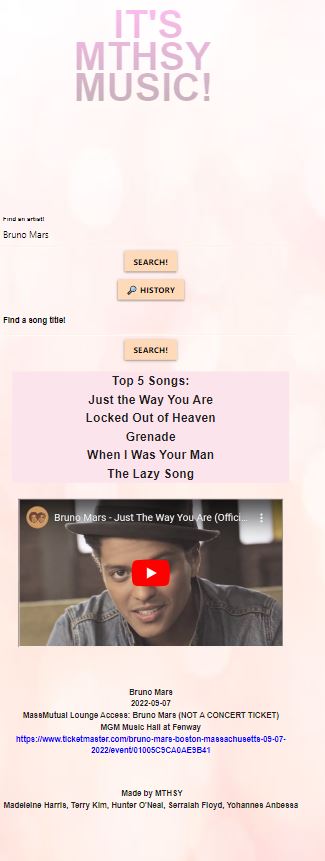 IT'S
MTHSY
MUSIC!
Find an artist!
Bruno Mars
SEARCH!
HISTORY
Find a song title!
SEARCH!
Top 5 Songs:
Just the Way You Are
Locked Out of Heaven
Grenade
When I Was Your Man
The Lazy Song
Bruno Mars - Just The Way You Are (Offici...
Bruno Mars
2022-09-07
MassMutual Lounge Access: Bruno Mars (NOT A CONCERT TICKET)
MGM Music Hall at Fenway
https://www.ticketmaster.com/bruno-mars-boston-massachusetts-09-07-
2022/event/01005C9CA0AE9B41
Made by MTHSY
Madeleine Harris, Terry Kim, Hunter O'Neal, Serraiah Floyd, Yohannes Anbessa